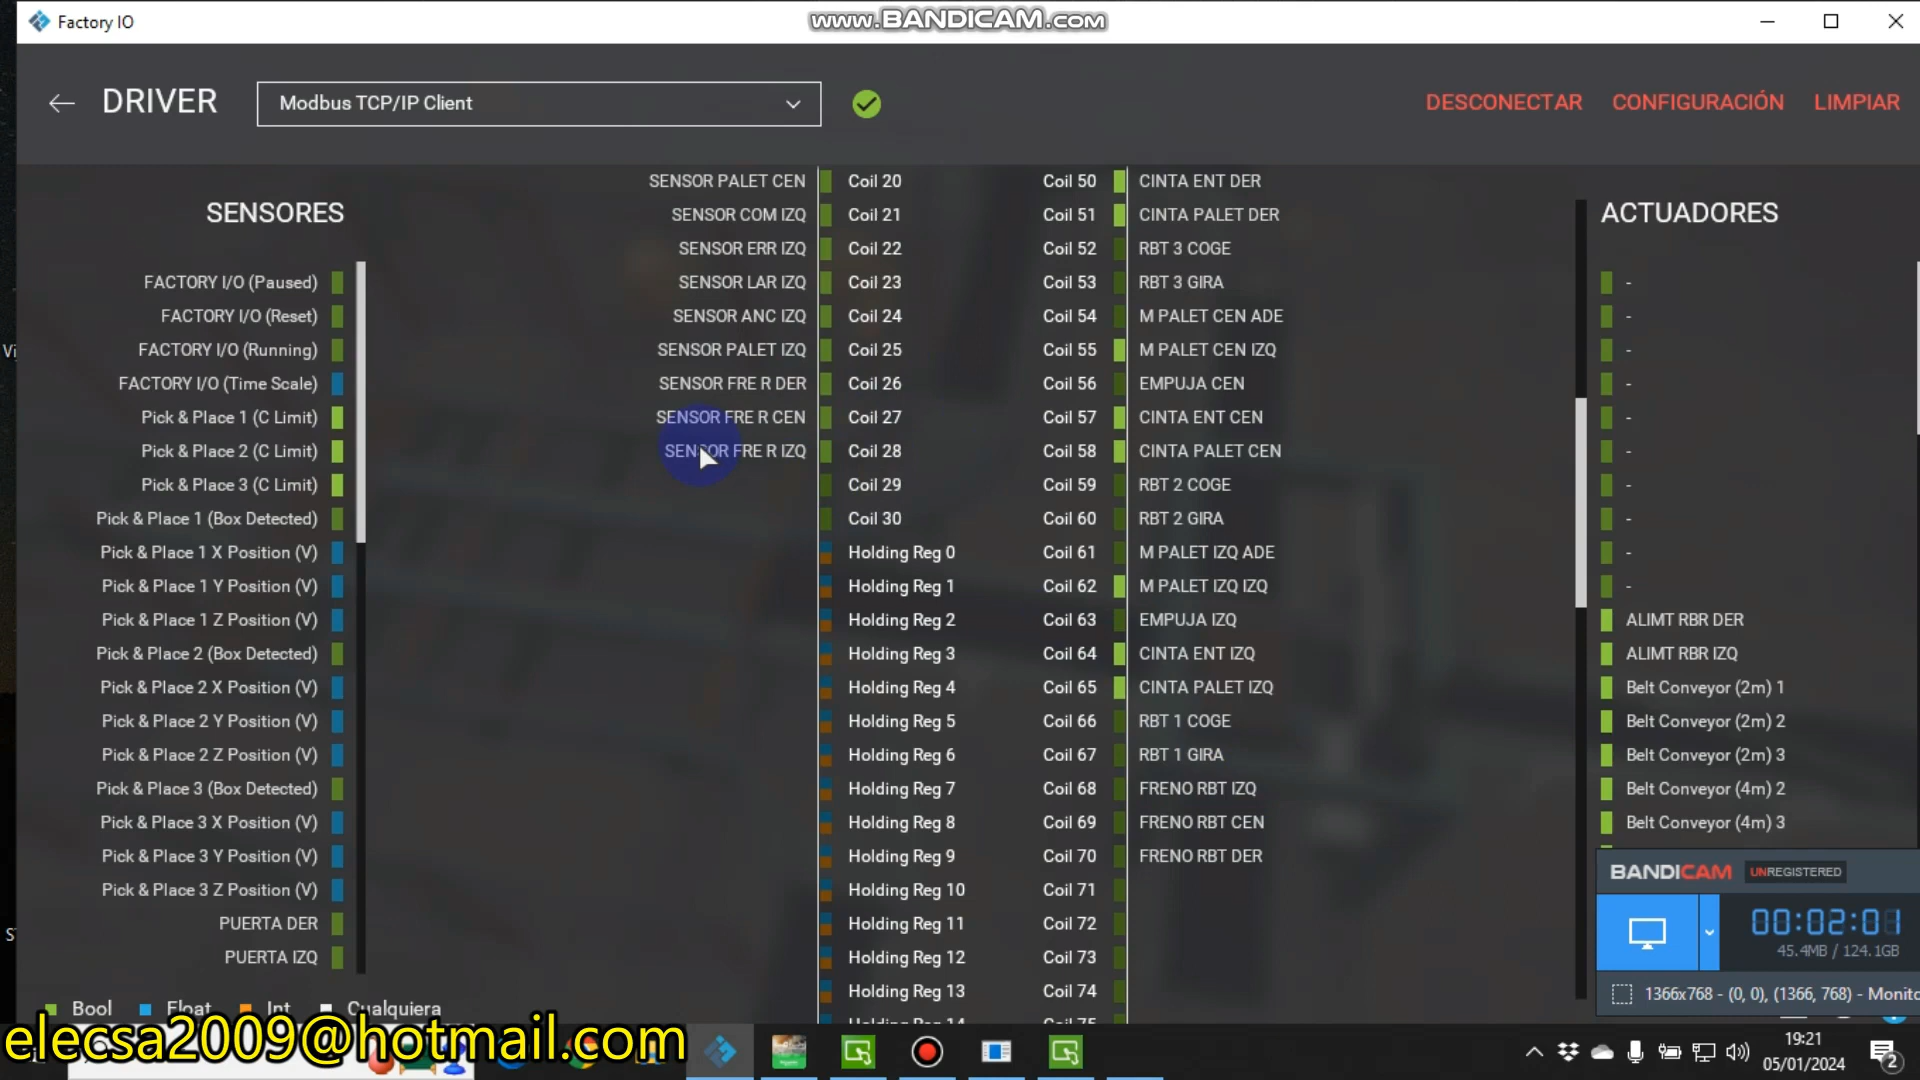 Factory IO
www.BANDICAM.com
DRIVER
Modbus TCP/IP Client
DESCONECTAR
CONFIGURACIÓN
LIMPIAR
SENSORES
FACTORY I/O (Paused)
FACTORY I/O (Reset)
FACTORY I/O (Running)
FACTORY I/O (Time Scale)
Pick & Place 1 (C Limit)
Pick & Place 2 (C Limit)
Pick & Place 3 (C Limit)
Pick & Place 1 (Box Detected)
Pick & Place 1 X Position (V)
Pick & Place 1 Y Position (V)
Pick & Place 1 Z Position (V)
Pick & Place 2 (Box Detected)
Pick & Place 2 X Position (V)
Pick & Place 2 Y Position (V)
Pick & Place 2 Z Position (V)
Pick & Place 3 (Box Detected)
Pick & Place 3 X Position (V)
Pick & Place 3 Y Position (V)
Pick & Place 3 Z Position (V)
PUERTA DER
PUERTA IZQ
Bool
Float
Int
Cualquiera
SENSOR PALET CEN Coil 20
SENSOR COM IZQ Coil 21
SENSOR ERR IZQ Coil 22
SENSOR LAR IZQ Coil 23
SENSOR ANC IZQ Coil 24
SENSOR PALET IZQ Coil 25
SENSOR FRE R DER Coil 26
SENSOR FRE R CEN Coil 27
SENSOR FRE R IZQ Coil 28
Coil 29
Coil 30
Holding Reg 0
Holding Reg 1
Holding Reg 2
Holding Reg 3
Holding Reg 4
Holding Reg 5
Holding Reg 6
Holding Reg 7
Holding Reg 8
Holding Reg 9
Holding Reg 10
Holding Reg 11
Holding Reg 12
Holding Reg 13
Holding Reg 14
Coil 50 CINTA ENT DER
Coil 51 CINTA PALET DER
Coil 52 RBT 3 COGE
Coil 53 RBT 3 GIRA
Coil 54 M PALET CEN ADE
Coil 55 M PALET CEN IZQ
Coil 56 EMPUJA CEN
Coil 57 CINTA ENT CEN
Coil 58 CINTA PALET CEN
Coil 59 RBT 2 COGE
Coil 60 RBT 2 GIRA
Coil 61 M PALET IZQ ADE
Coil 62 M PALET IZQ IZQ
Coil 63 EMPUJA IZQ
Coil 64 CINTA ENT IZQ
Coil 65 CINTA PALET IZQ
Coil 66 RBT 1 COGE
Coil 67 RBT 1 GIRA
Coil 68 FRENO RBT IZQ
Coil 69 FRENO RBT CEN
Coil 70 FRENO RBT DER
Coil 71
Coil 72
Coil 73
Coil 74
Coil 75
ACTUADORES
-
-
-
-
-
-
-
-
-
-
ALIMT RBR DER
ALIMT RBR IZQ
Belt Conveyor (2m) 1
Belt Conveyor (2m) 2
Belt Conveyor (2m) 3
Belt Conveyor (4m) 2
Belt Conveyor (4m) 3
BANDICAM UNREGISTERED
00:02:01
45.4MB / 124.1GB
1366x768 - (0, 0), (1366, 768) - Monito
elecsa2009@hotmail.com
19:21
05/01/2024
2